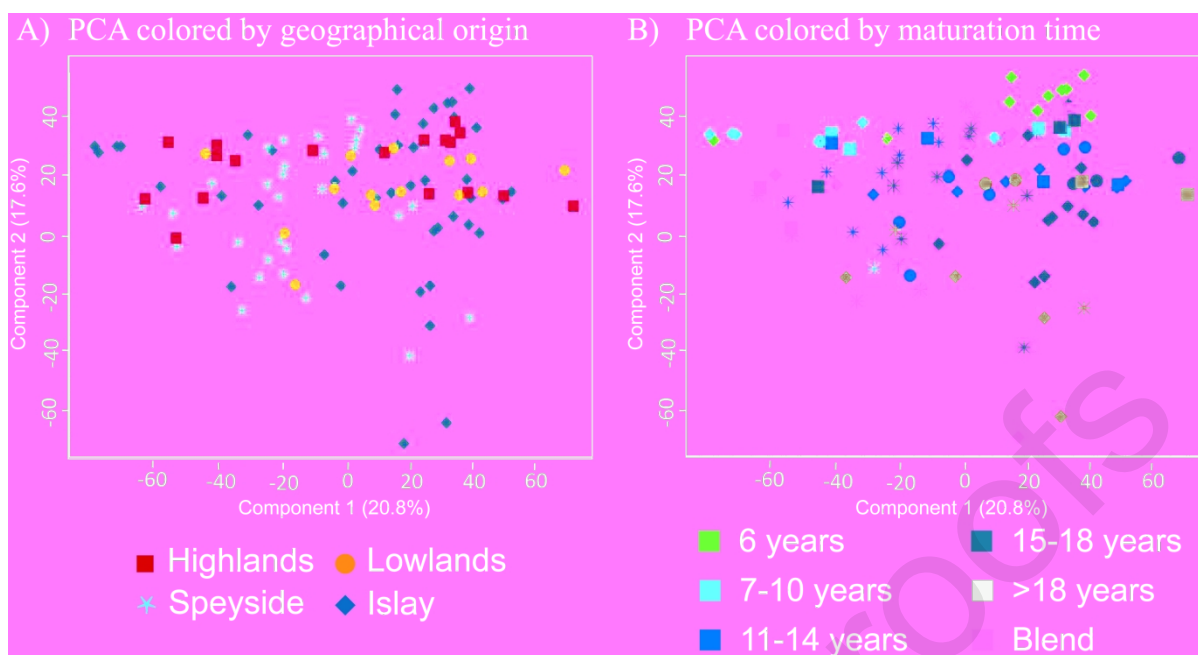 A) PCA colored by geographical origin
B) PCA colored by maturation time
Component 2 (17.6%)
40
20
0
-20
-40
-60
-60 -40 -20 0 20 40 60
Component 1 (20.8%)
Component 2 (17.6%)
40
20
0
-20
-40
-60
-60 -40 -20 0 20 40 60
Component 1 (20.8%)
Highlands Lowlands
Speyside Islay
6 years 15-18 years
7-10 years >18 years
11-14 years Blend
roofs